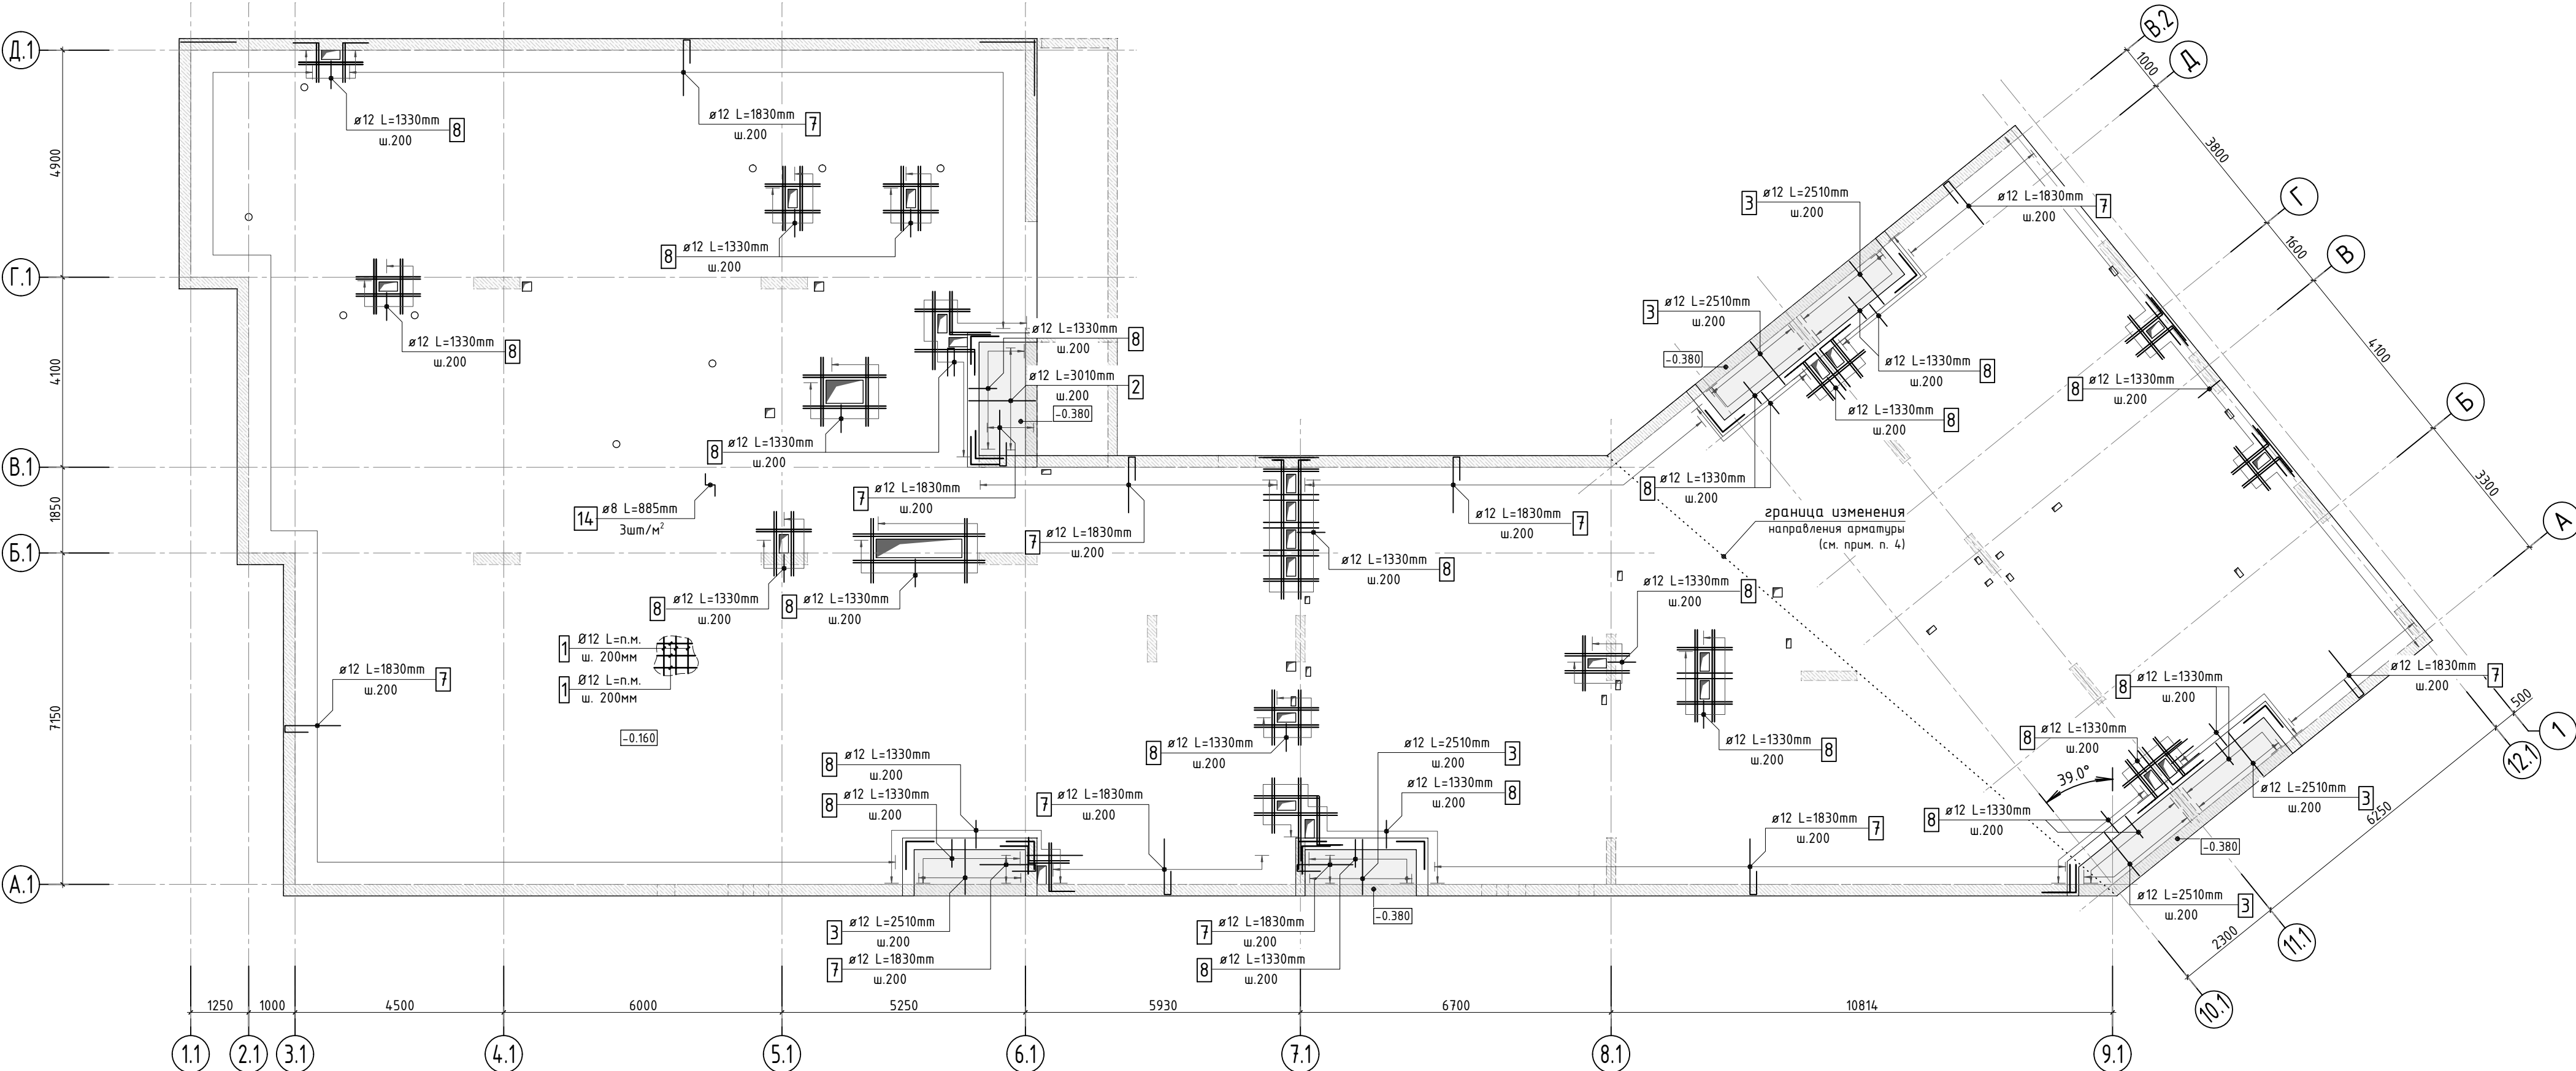 Д.1
Г.1
В.1
Б.1
А.1
4900
4100
1850
7150
ø12 L=1330mm
ш.200
8
ø12 L=1830mm
ш.200
7
8
ø12 L=1330mm
ш.200
ø12 L=1330mm
ш.200
8
ø12 L=1330mm
ш.200
8
ø12 L=3010mm
ш.200
2
-0.380
8
ø12 L=1330mm
ш.200
7
ø12 L=1830mm
ш.200
14
ø8 L=885mm
3шт/м²
7
ø12 L=1830mm
ш.200
ø12 L=1830mm
ш.200
7
ø12 L=1330mm
ш.200
8
8
ø12 L=1330mm
ш.200
8
ø12 L=1330mm
ш.200
1
Ø12 L=п.м.
ш. 200мм
1
Ø12 L=п.м.
ш. 200мм
ø12 L=1830mm
ш.200
7
-0.160
8
ø12 L=1330mm
ш.200
8
ø12 L=1330mm
ш.200
7
ø12 L=1830mm
ш.200
8
ø12 L=1330mm
ш.200
ø12 L=2510mm
ш.200
3
ø12 L=1330mm
ш.200
8
3
ø12 L=2510mm
ш.200
7
ø12 L=1830mm
ш.200
7
ø12 L=1830mm
ш.200
8
ø12 L=1330mm
ш.200
-0.380
ø12 L=1330mm
ш.200
8
ø12 L=1330mm
ш.200
8
ø12 L=1830mm
ш.200
7
3
ø12 L=2510mm
ш.200
3
ø12 L=2510mm
ш.200
-0.380
ø12 L=1830mm
ш.200
7
ø12 L=1330mm
ш.200
8
ø12 L=1330mm
ш.200
8
8
ø12 L=1330mm
ш.200
8
ø12 L=1330mm
ш.200
граница изменения
направления арматуры
(см. прим. п. 4)
8
ø12 L=1330mm
ш.200
8
ø12 L=1330mm
ш.200
8
ø12 L=1330mm
ш.200
39.0°
ø12 L=1830mm
ш.200
7
ø12 L=2510mm
ш.200
3
-0.380
ø12 L=2510mm
ш.200
3
В.2
Д
Г
В
Б
А
1000
3800
1600
4100
3300
500
6250
2300
1
12.1
11.1
10.1
1250
1000
4500
6000
5250
5930
6700
10814
1.1
2.1
3.1
4.1
5.1
6.1
7.1
8.1
9.1